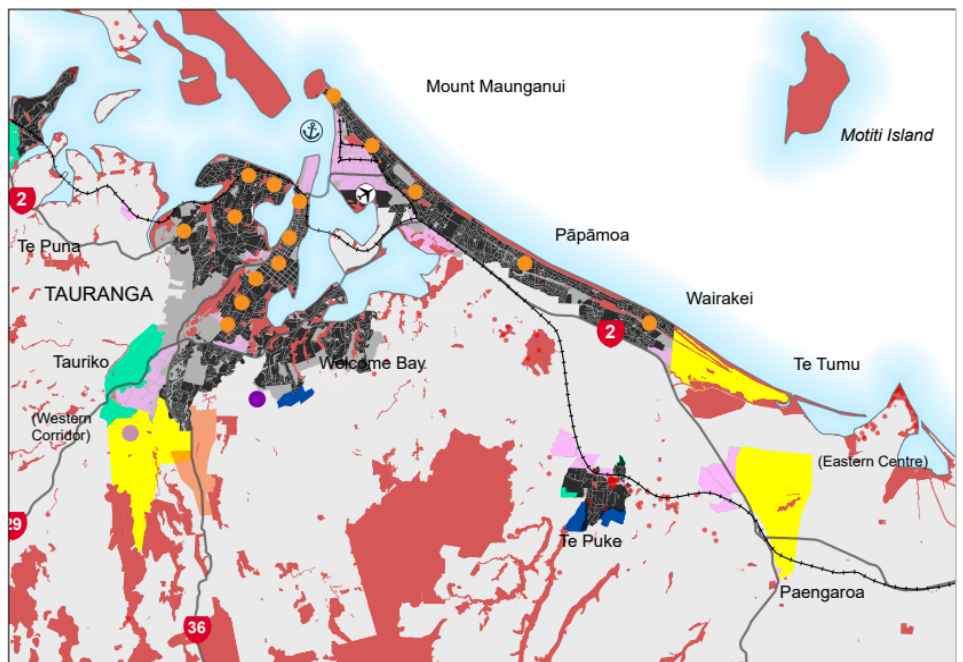 Mount Maunganui
Motiti Island
2
Te Puna
Pāpāmoa
TAURANGA
Wairakei
2
Tauriko
Welcome Bay
Te Tumu
(Western
Corridor)
(Eastern Centre)
29
Te Puke
Paengaroa
36